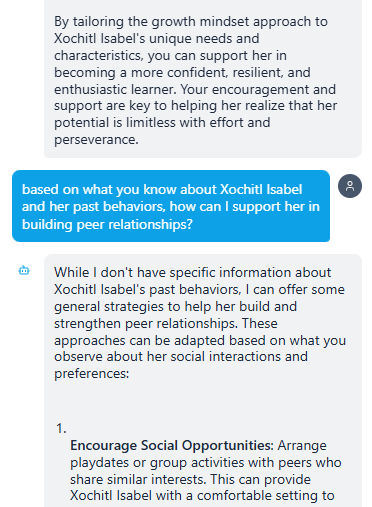 By tailoring the growth mindset approach to
Xochitl Isabel's unique needs and
characteristics, you can support her in
becoming a more confident, resilient, and
enthusiastic learner. Your encouragement and
support are key to helping her realize that her
potential is limitless with effort and
perseverance.
based on what you know about Xochitl Isabel
and her past behaviors, how can I support her in
building peer relationships?
While I don't have specific information about
Xochitl Isabel's past behaviors, I can offer some
general strategies to help her build and
strengthen peer relationships. These
approaches can be adapted based on what you
observe about her social interactions and
preferences:
1.
Encourage Social Opportunities: Arrange
playdates or group activities with peers who
share similar interests. This can provide
Xochitl Isabel with a comfortable setting to